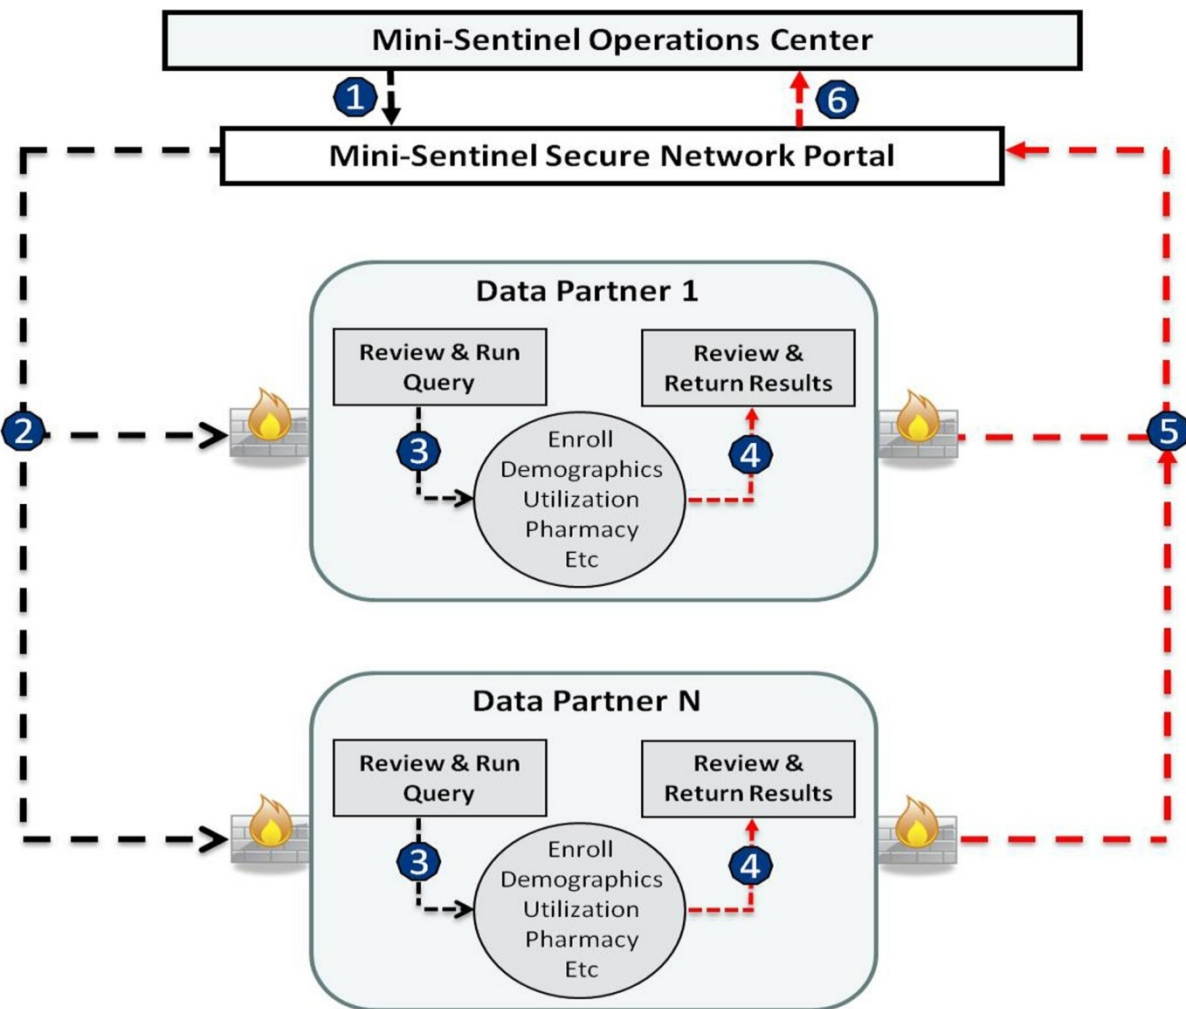 Mini-Sentinel Operations Center
1
6
Mini-Sentinel Secure Network Portal
Data Partner 1
Review & Run
Query
Review &
Return Results
2
3
4
5
Enroll
Demographics
Utilization
Pharmacy
Etc
Data Partner N
Review & Run
Query
Review &
Return Results
3
4
Enroll
Demographics
Utilization
Pharmacy
Etc